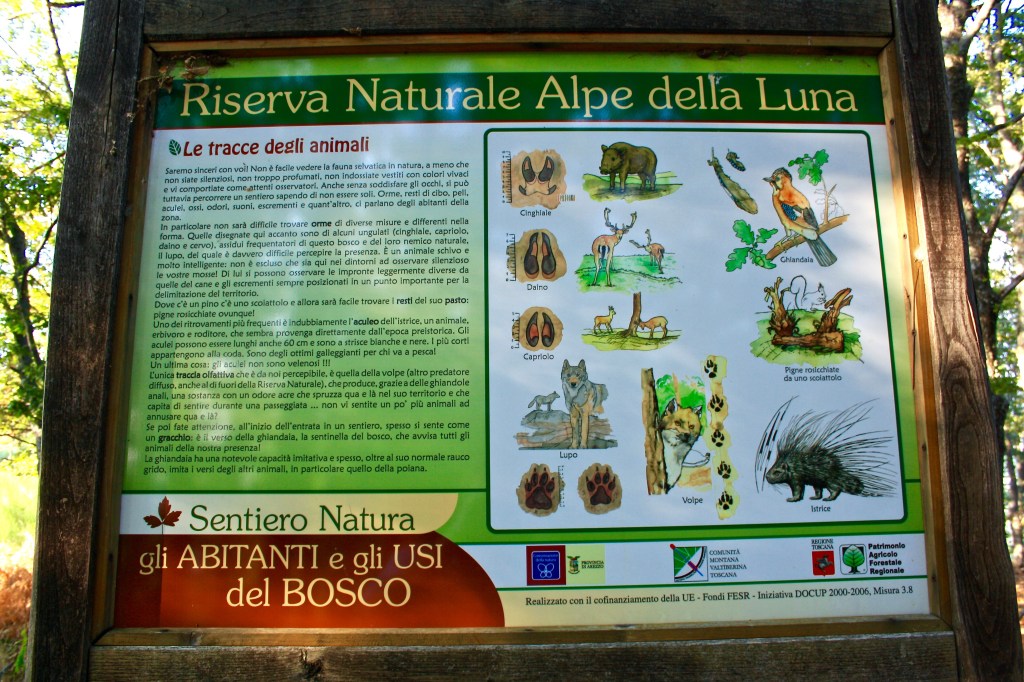 Riserva Naturale Alpe della Luna
Le tracce degli animali
Saremo sinceri con voi! Non è facile vedere la fauna selvatica in natura, a meno che
non siate silenziosi, non troppo profumati, non indossiate vestiti con colori vivaci
e vi comportiate come attenti osservatori. Anche senza soddisfare gli occhi, si può
tuttavia percorrere un sentiero sapendo di non essere soli. Orme, resti di cibo, peli,
aculei, ossi, odori, suoni, escrementi e quant'altro, ci parlano degli abitanti della
zona.
In particolare non sarà difficile trovare orme di diverse misure e differenti nella
forma. Quelle disegnate qui accanto sono di alcuni ungulati (cinghiale, capriolo,
daino e cervo), assidui frequentatori di questo bosco e del loro nemico naturale,
il lupo, del quale è davvero difficile percepire la presenza. È un animale schivo e
molto intelligente; non è escluso che sia qui nei dintorni ad osservare silenzioso
le vostre mosse! Di lui si possono osservare le impronte leggermente diverse da
quelle del cane e gli escrementi sempre posizionati in un punto importante per la
delimitazione del territorio.
Dove c'è un pino c'è uno scoiattolo e allora sarà facile trovare i resti del suo pasto:
pigne rosicchiate ovunque!
Uno dei ritrovamenti più frequenti è indubbiamente l'aculeo dell'istrice, un animale,
erbivoro e roditore, che sembra provenga direttamente dall'epoca preistorica. Gli
aculei possono essere lunghi anche 60 cm e sono a strisce bianche e nere. I più corti
appartengono alla coda. Sono degli ottimi galleggianti per chi va a pesca!
Un ultima cosa: gli aculei non sono velenosi !!!
L'unica traccia olfattiva che è da noi percepibile, è quella della volpe (altro predatore
diffuso, anche al di fuori della Riserva Naturale), che produce, grazie a delle ghiandole
anali, una sostanza con un odore acre che spruzza qua e là nel suo territorio e che
capita di sentire durante una passeggiata ... non vi sentite un po' più animali ad
annusare qua e là?
Se poi fate attenzione, all'inizio dell'entrata in un sentiero, spesso si sente come
un gracchio: è il verso della ghiandaia, la sentinella del bosco, che avvisa tutti gli
animali della nostra presenza!
La ghiandaia ha una notevole capacità imitativa e spesso, oltre al suo normale rauco
grido, imita i versi degli altri animali, in particolare quello della poiana.
Cinghiale
Daino
Capriolo
Lupo
Volpe
Ghiandaia
Pigne rosicchiate
da uno scoiattolo
Istrice
Sentiero Natura
gli ABITANTI e gli USI
del BOSCO
PROVINCIA
DI AREZZO
COMUNITÀ
MONTANA
VALTIBERINA
TOSCANA
REGIONE
TOSCANA
Patrimonio
Agricolo
Forestale
Regionale
Realizzato con il cofinanziamento della UE - Fondi FESR - Iniziativa DOCUP 2000-2006, Misura 3.8